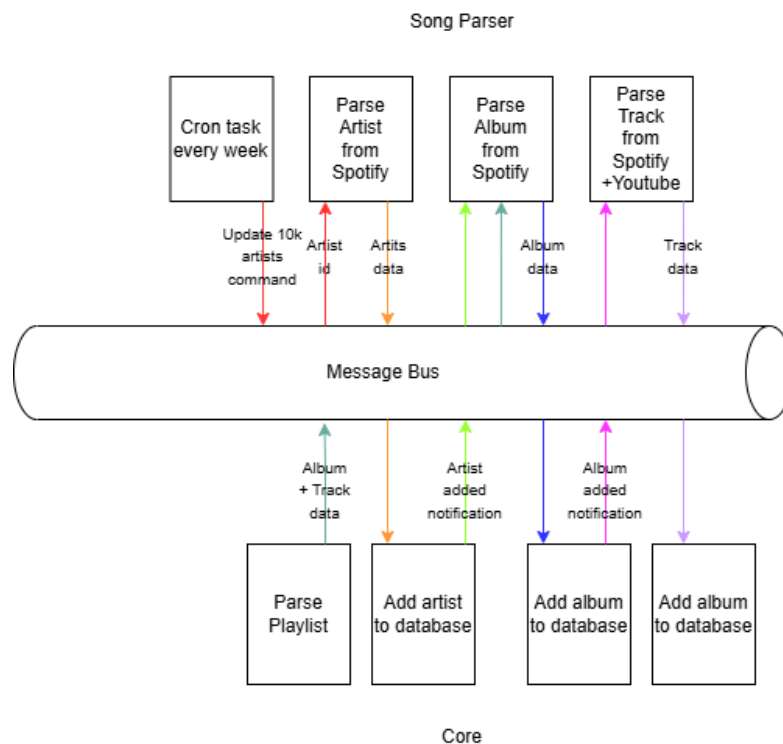 Song Parser
Cron task
every week
Parse
Artist
from
Spotify
Parse
Album
from
Spotify
Parse
Track
from
Spotify
+Youtube
Update 10k
artists
command
Artist
id
Artits
data
Album
data
Track
data
Message Bus
Album
+ Track
data
Artist
added
notification
Album
added
notification
Parse
Playlist
Add artist
to database
Add album
to database
Add album
to database
Core